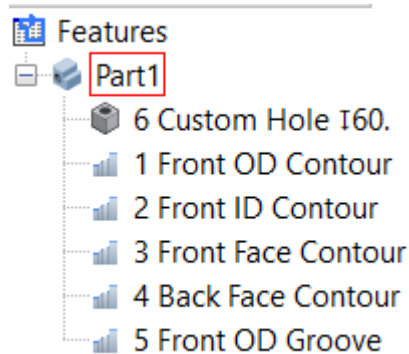 Features
Part1
6 Custom Hole ↧60.
1 Front OD Contour
2 Front ID Contour
3 Front Face Contour
4 Back Face Contour
5 Front OD Groove